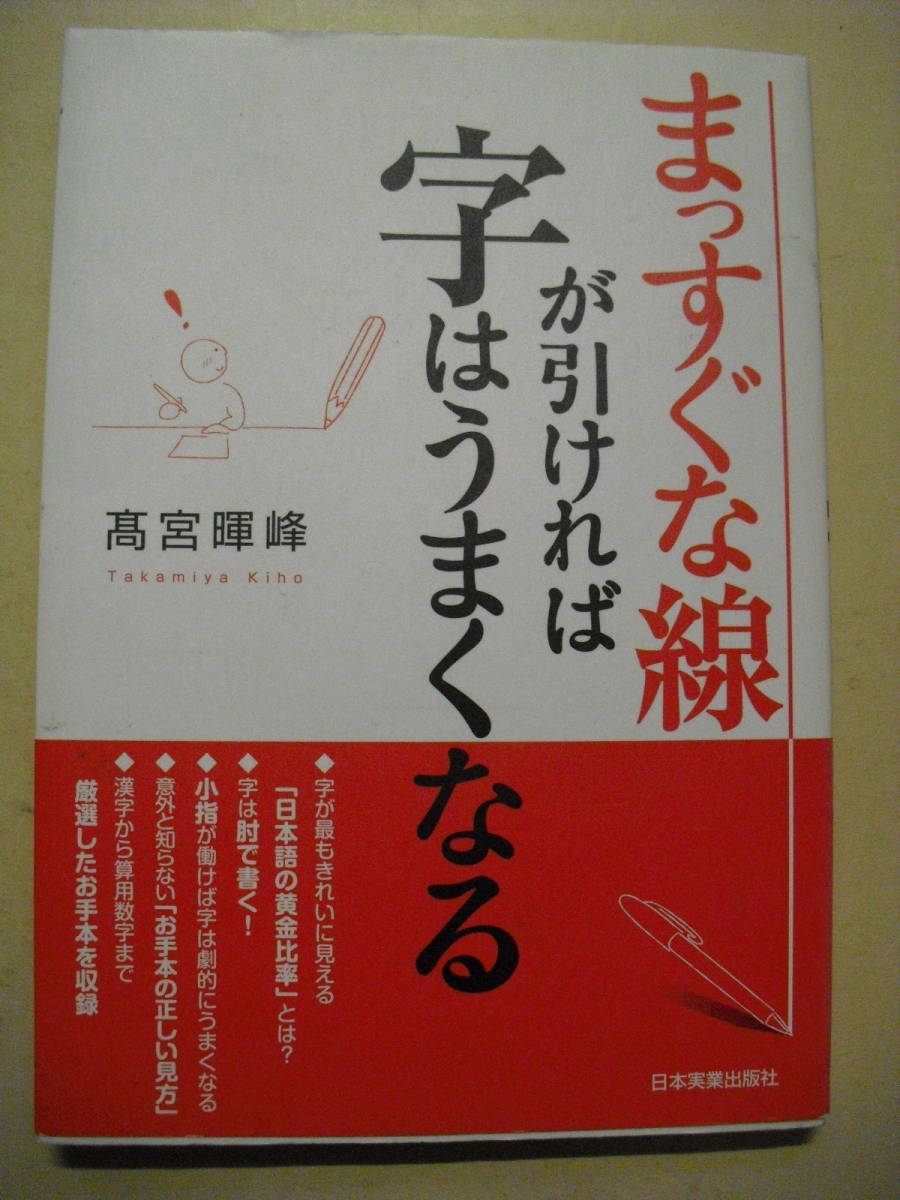 まっすぐな線
が引ければ
字はうまくなる
！
髙宮暉峰
Takamiya Kiho
◆字が最もきれいに見える
「日本語の黄金比率」とは？
◆字は肘で書く！
◆小指が働けば字は劇的にうまくなる
◆意外と知らない「お手本の正しい見方」
◆漢字から算用数字まで
厳選したお手本を収録
日本実業出版社